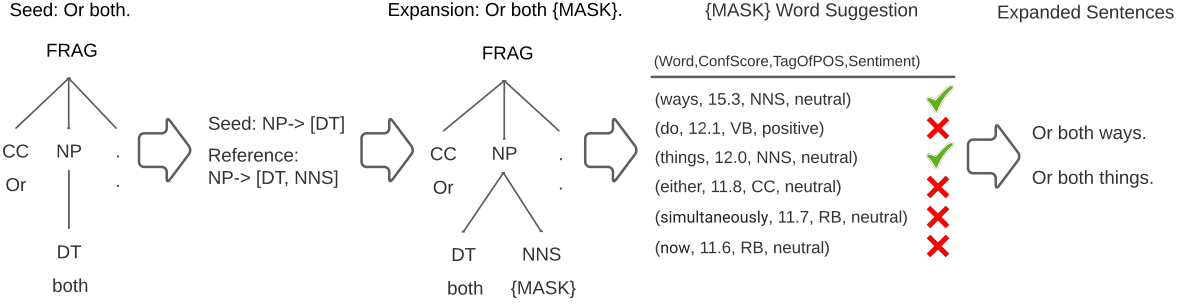 Seed: Or both.
FRAG
CC NP .
Or .
DT
both
Seed: NP-> [DT]
Reference:
NP-> [DT, NNS]
Expansion: Or both {MASK}.
FRAG
CC NP .
Or .
DT NNS
both {MASK}
{MASK} Word Suggestion
(Word,ConfScore,TagOfPOS,Sentiment)
(ways, 15.3, NNS, neutral)
(do, 12.1, VB, positive)
(things, 12.0, NNS, neutral)
(either, 11.8, CC, neutral)
(simultaneously, 11.7, RB, neutral)
(now, 11.6, RB, neutral)
Expanded Sentences
Or both ways.
Or both things.